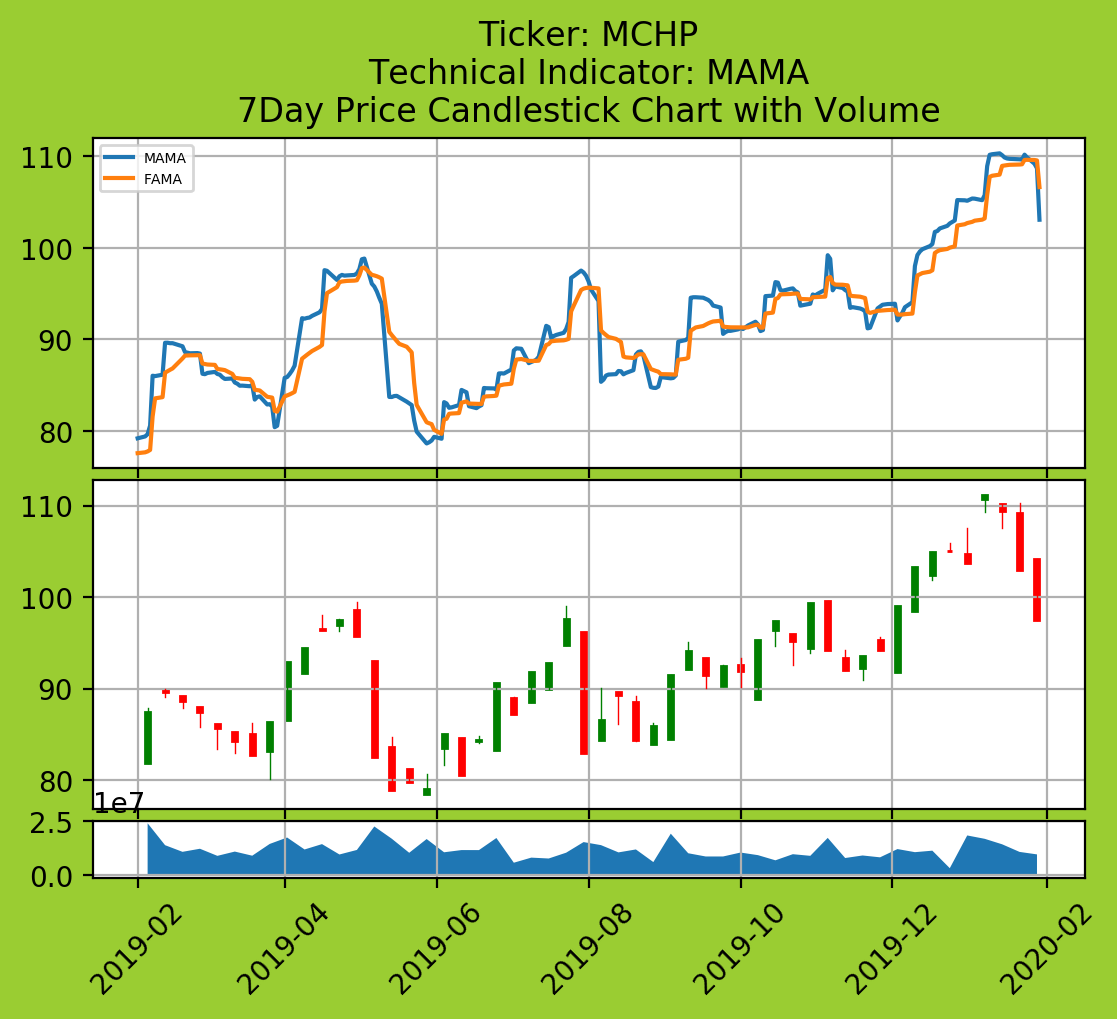 Ticker: MCHP
Technical Indicator: MAMA
7Day Price Candlestick Chart with Volume
MAMA
FAMA
110
100
90
80
110
100
90
80
1e7
2.5
0.0
2019-02
2019-04
2019-06
2019-08
2019-10
2019-12
2020-02